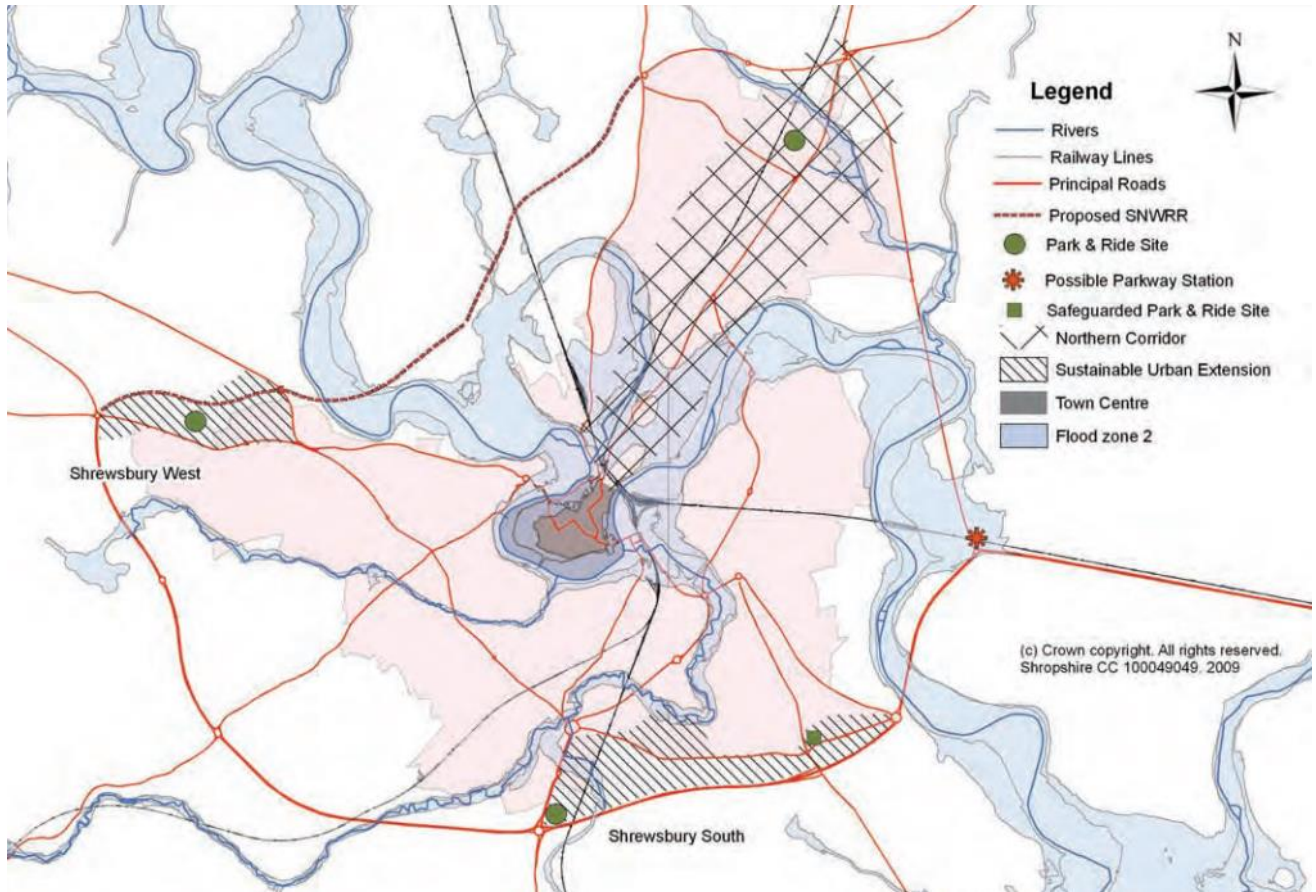 N
Legend
Rivers
Railway Lines
Principal Roads
Proposed SNWRR
Park & Ride Site
Possible Parkway Station
Safeguarded Park & Ride Site
Northern Corridor
Sustainable Urban Extension
Town Centre
Flood zone 2
Shrewsbury West
(c) Crown copyright. All rights reserved.
Shropshire CC 100049049. 2009
Shrewsbury South